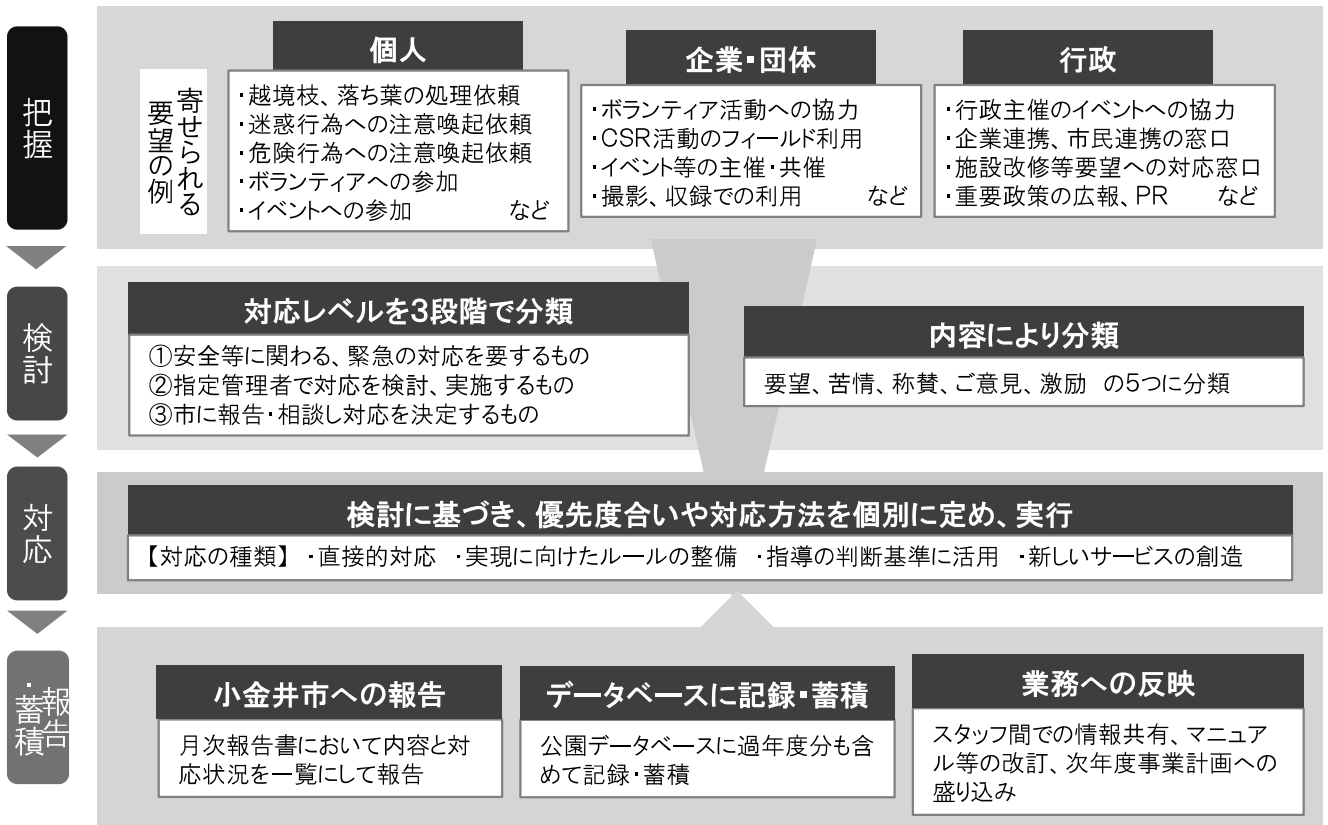 把握
寄せられる
要望の例
個人
・越境枝、落ち葉の処理依頼
・迷惑行為への注意喚起依頼
・危険行為への注意喚起依頼
・ボランティアへの参加
・イベントへの参加　など
企業・団体
・ボランティア活動への協力
・CSR活動のフィールド利用
・イベント等の主催・共催
・撮影、収録での利用　など
行政
・行政主催のイベントへの協力
・企業連携、市民連携の窓口
・施設改修等要望への対応窓口
・重要政策の広報、PR　など
検討
対応レベルを3段階で分類
①安全等に関わる、緊急の対応を要するもの
②指定管理者で対応を検討、実施するもの
③市に報告・相談し対応を決定するもの
内容により分類
要望、苦情、称賛、ご意見、激励　の5つに分類
対応
検討に基づき、優先度合いや対応方法を個別に定め、実行
【対応の種類】 ・直接的対応 ・実現に向けたルールの整備 ・指導の判断基準に活用 ・新しいサービスの創造
報告
・蓄積
小金井市への報告
月次報告書において内容と対
応状況を一覧にして報告
データベースに記録・蓄積
公園データベースに過年度分も含
めて記録・蓄積
業務への反映
スタッフ間での情報共有、マニュア
ル等の改訂、次年度事業計画への
盛り込み